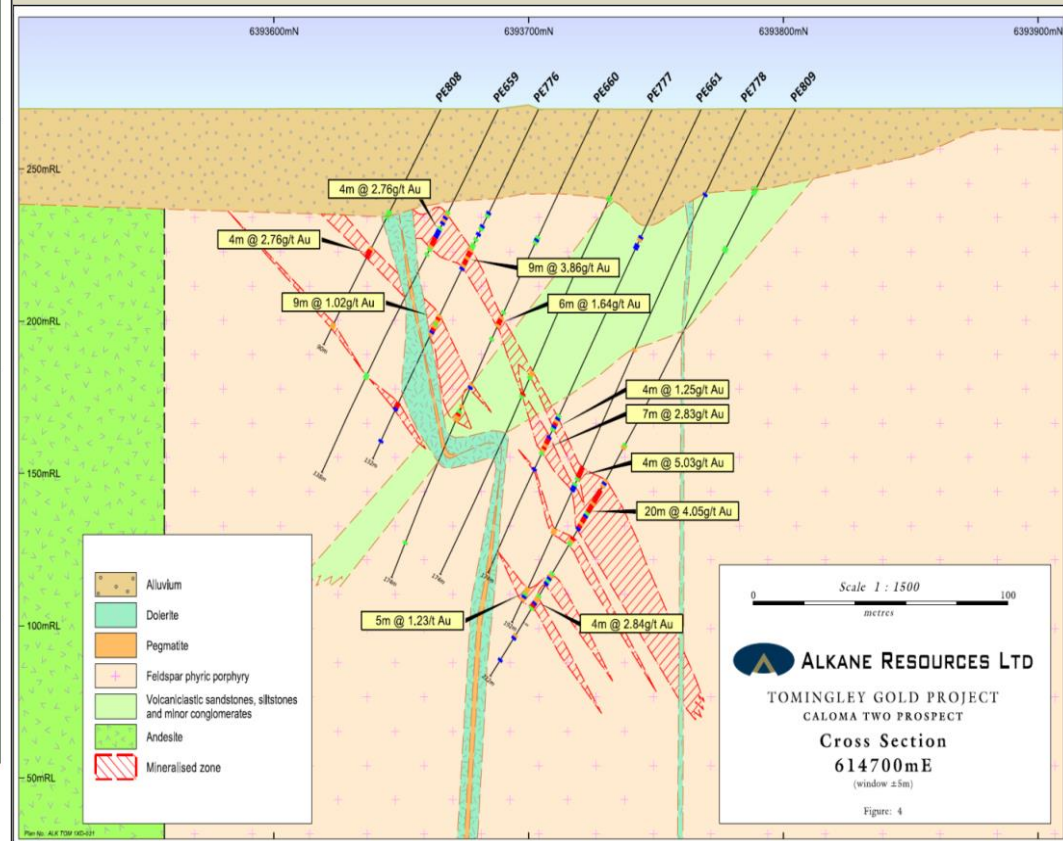 6393600mN
6393700mN
6393800mN
6393900mN
PE808
PE659
PE776
PE660
PE777
PE661
PE778
PE809
250mRL
200mRL
150mRL
100mRL
50mRL
4m @ 2.76g/t Au
4m @ 2.76g/t Au
9m @ 3.86g/t Au
9m @ 1.02g/t Au
6m @ 1.64g/t Au
4m @ 1.25g/t Au
7m @ 2.83g/t Au
4m @ 5.03g/t Au
20m @ 4.05g/t Au
5m @ 1.23/t Au
4m @ 2.84g/t Au
90m
138m
132m
174m
174m
Alluvium
Dolerite
Pegmatite
Feldspar phyric porphyry
Volcaniclastic sandstones, siltstones
and minor conglomerates
Andesite
Mineralised zone
Scale 1 : 1500
0
100
metres
ALKANE RESOURCES LTD
TOMINGLEY GOLD PROJECT
CALOMA TWO PROSPECT
Cross Section
614700mE
(window ±5m)
Figure: 4